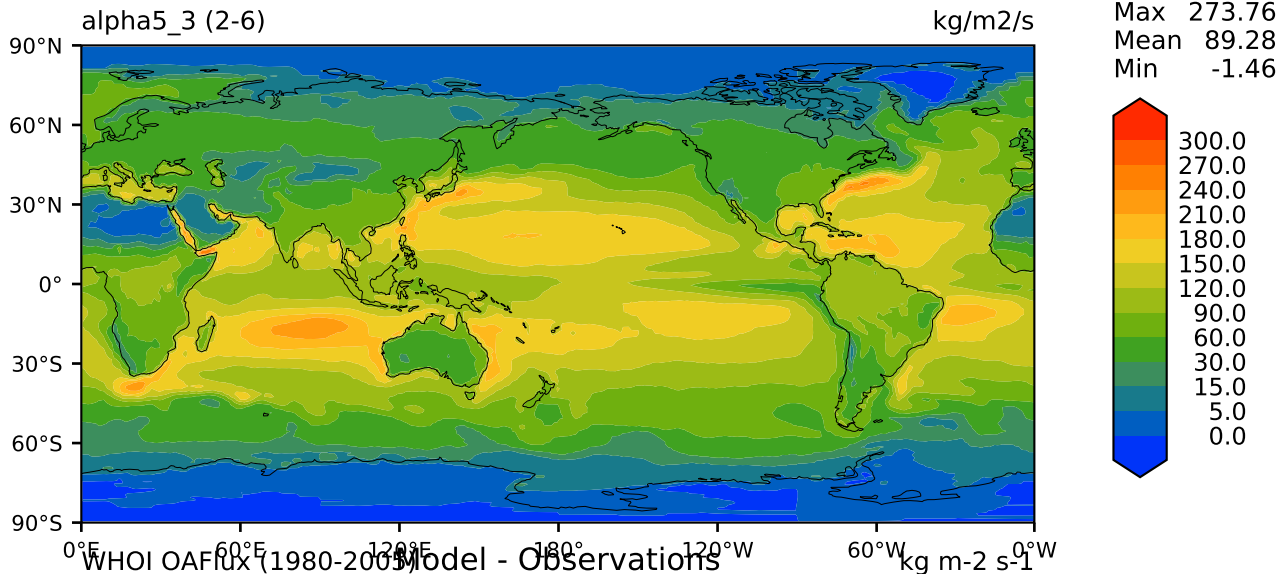 alpha5_3 (2-6) kg/m2/s
Max 273.76
Mean 89.28
Min -1.46
90°N
60°N
30°N
0°
30°S
60°S
90°S
300.0
270.0
240.0
210.0
180.0
150.0
120.0
90.0
60.0
30.0
15.0
5.0
0.0
0°E 60°E 120°E 180° 120°W 60°W 0°W
WHOI OAFlux (1980-2005) Model - Observations kg m-2 s-1